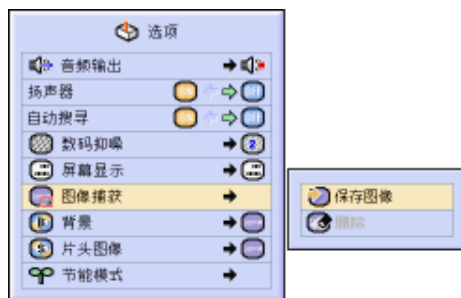 选项
音频输出
扬声器
自动搜寻
数码抑噪 2
屏幕显示
图像捕获
保存图像
删除
背景
片头图像
节能模式